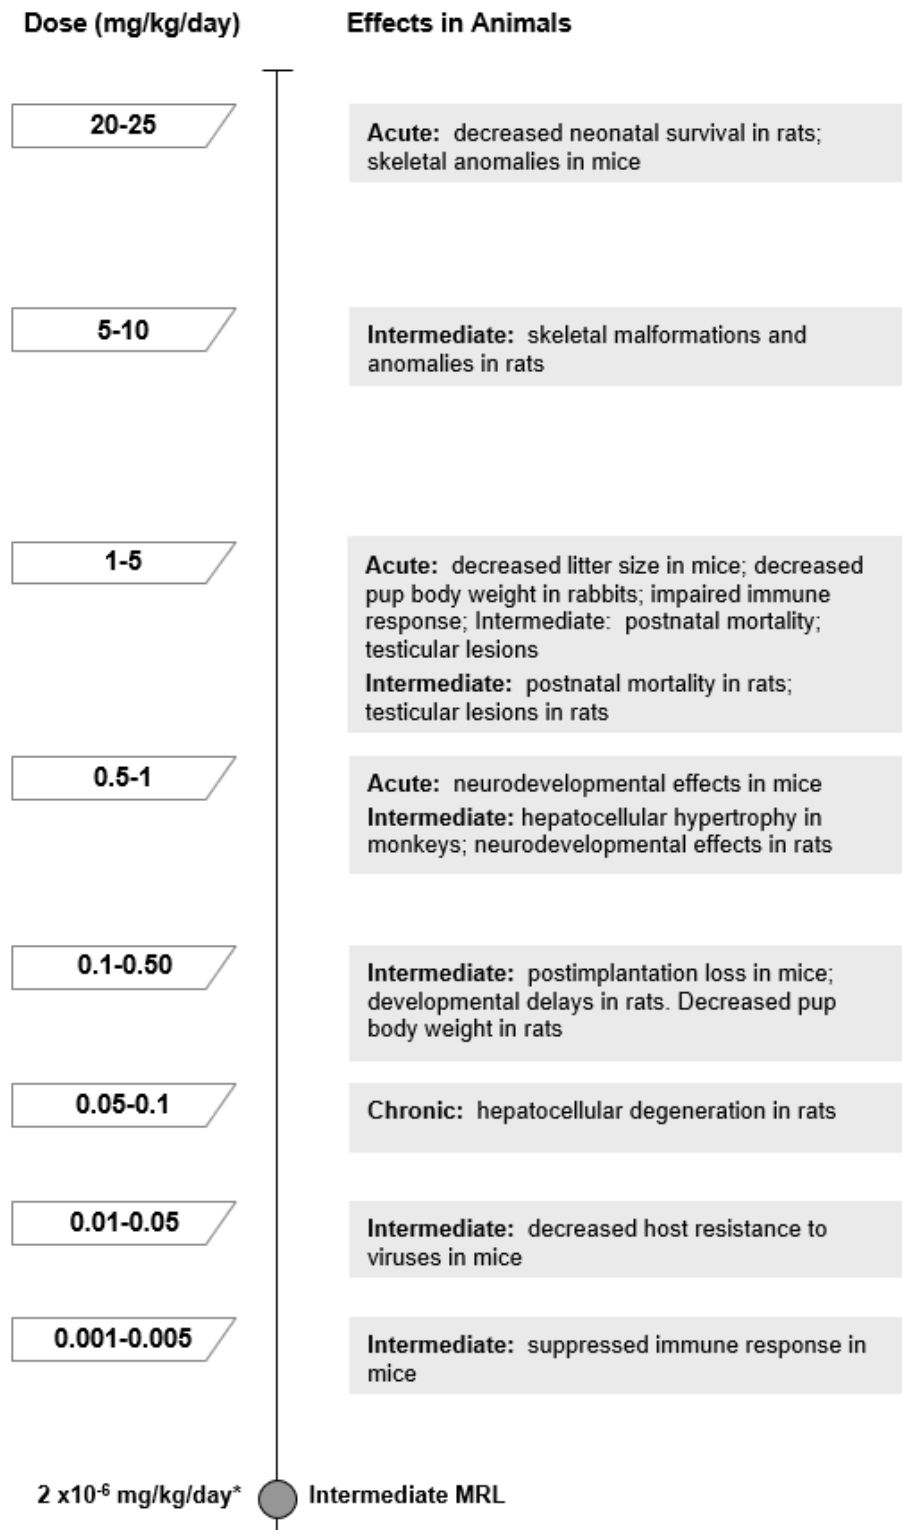 Dose (mg/kg/day) Effects in Animals
20-25
Acute: decreased neonatal survival in rats;
skeletal anomalies in mice
5-10
Intermediate: skeletal malformations and
anomalies in rats
1-5
Acute: decreased litter size in mice; decreased
pup body weight in rabbits; impaired immune
response; Intermediate: postnatal mortality;
testicular lesions
Intermediate: postnatal mortality in rats;
testicular lesions in rats
0.5-1
Acute: neurodevelopmental effects in mice
Intermediate: hepatocellular hypertrophy in
monkeys; neurodevelopmental effects in rats
0.1-0.50
Intermediate: postimplantation loss in mice;
developmental delays in rats. Decreased pup
body weight in rats
0.05-0.1
Chronic: hepatocellular degeneration in rats
0.01-0.05
Intermediate: decreased host resistance to
viruses in mice
0.001-0.005
Intermediate: suppressed immune response in
mice
2 x10⁻⁶ mg/kg/day* Intermediate MRL